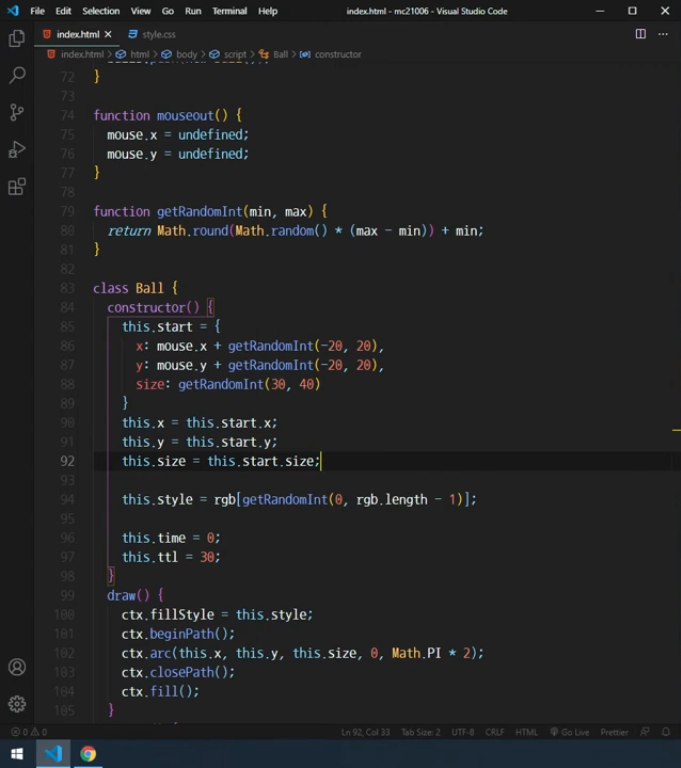 File Edit Selection View Go Run Terminal Help index.html - mc21006 - Visual Studio Code
index.html style.css
index.html html body script Ball constructor
72 }
73
74 function mouseout() {
75 mouse.x = undefined;
76 mouse.y = undefined;
77 }
78
79 function getRandomInt(min, max) {
80 return Math.round(Math.random() * (max - min)) + min;
81 }
82
83 class Ball {
84 constructor() {
85 this.start = {
86 x: mouse.x + getRandomInt(-20, 20),
87 y: mouse.y + getRandomInt(-20, 20),
88 size: getRandomInt(30, 40)
89 }
90 this.x = this.start.x;
91 this.y = this.start.y;
92 this.size = this.start.size;
93
94 this.style = rgb[getRandomInt(0, rgb.length - 1)];
95
96 this.time = 0;
97 this.ttl = 30;
98 }
99 draw() {
100 ctx.fillStyle = this.style;
101 ctx.beginPath();
102 ctx.arc(this.x, this.y, this.size, 0, Math.PI * 2);
103 ctx.closePath();
104 ctx.fill();
105 }
0 0 Ln 92, Col 33 Tab Size: 2 UTF-8 CRLF HTML Go Live Prettier